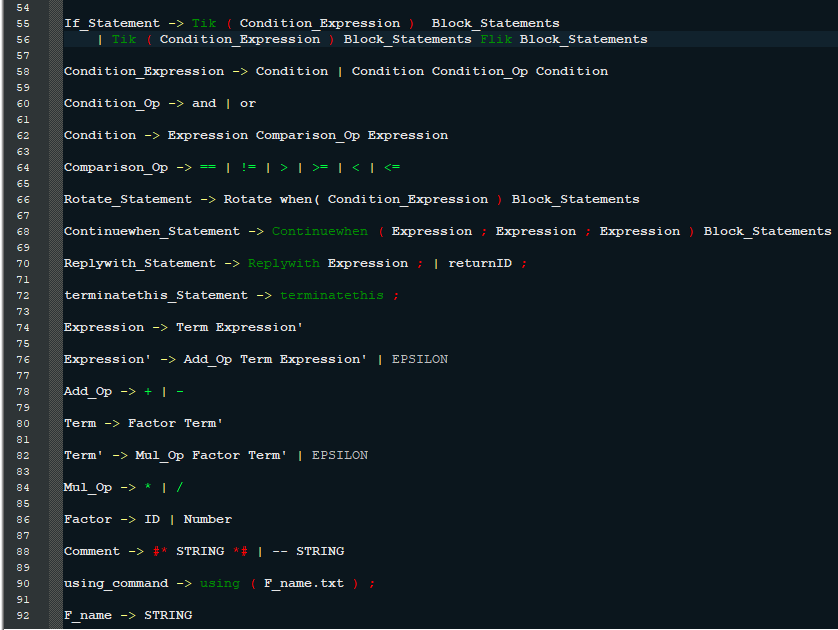 54
55 If_Statement -> Tik ( Condition_Expression ) Block_Statements
56 | Tik ( Condition_Expression ) Block_Statements Flik Block_Statements
57
58 Condition_Expression -> Condition | Condition Condition_Op Condition
59
60 Condition_Op -> and | or
61
62 Condition -> Expression Comparison_Op Expression
63
64 Comparison_Op -> == | != | > | >= | < | <=
65
66 Rotate_Statement -> Rotate when( Condition_Expression ) Block_Statements
67
68 Continuewhen_Statement -> Continuewhen ( Expression ; Expression ; Expression ) Block_Statements
69
70 Replywith_Statement -> Replywith Expression ; | returnID ;
71
72 terminatethis_Statement -> terminatethis ;
73
74 Expression -> Term Expression'
75
76 Expression' -> Add_Op Term Expression' | EPSILON
77
78 Add_Op -> + | -
79
80 Term -> Factor Term'
81
82 Term' -> Mul_Op Factor Term' | EPSILON
83
84 Mul_Op -> * | /
85
86 Factor -> ID | Number
87
88 Comment -> #* STRING *# | -- STRING
89
90 using_command -> using ( F_name.txt ) ;
91
92 F_name -> STRING